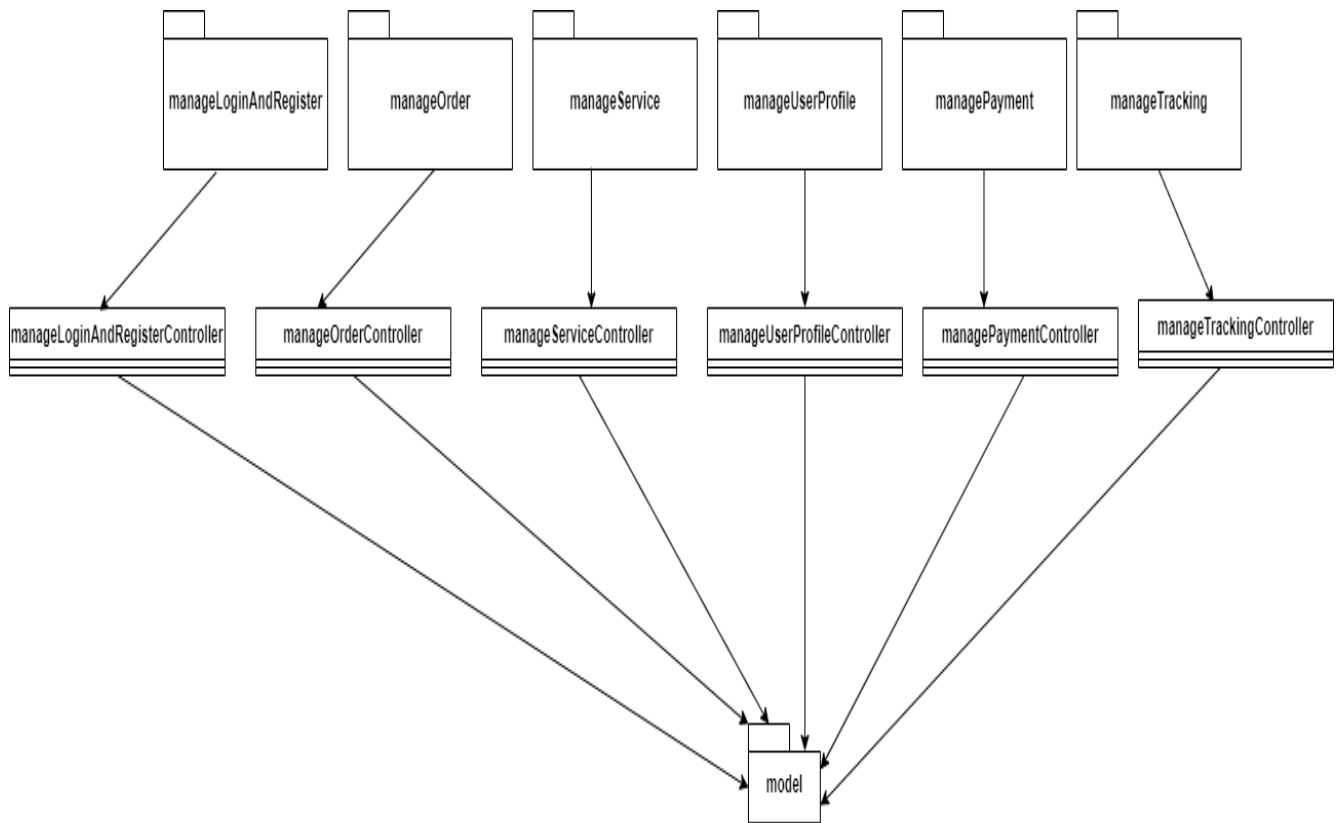 manageLoginAndRegister
manageOrder
manageService
manageUserProfile
managePayment
manageTracking
manageLoginAndRegisterController
manageOrderController
manageServiceController
manageUserProfileController
managePaymentController
manageTrackingController
model